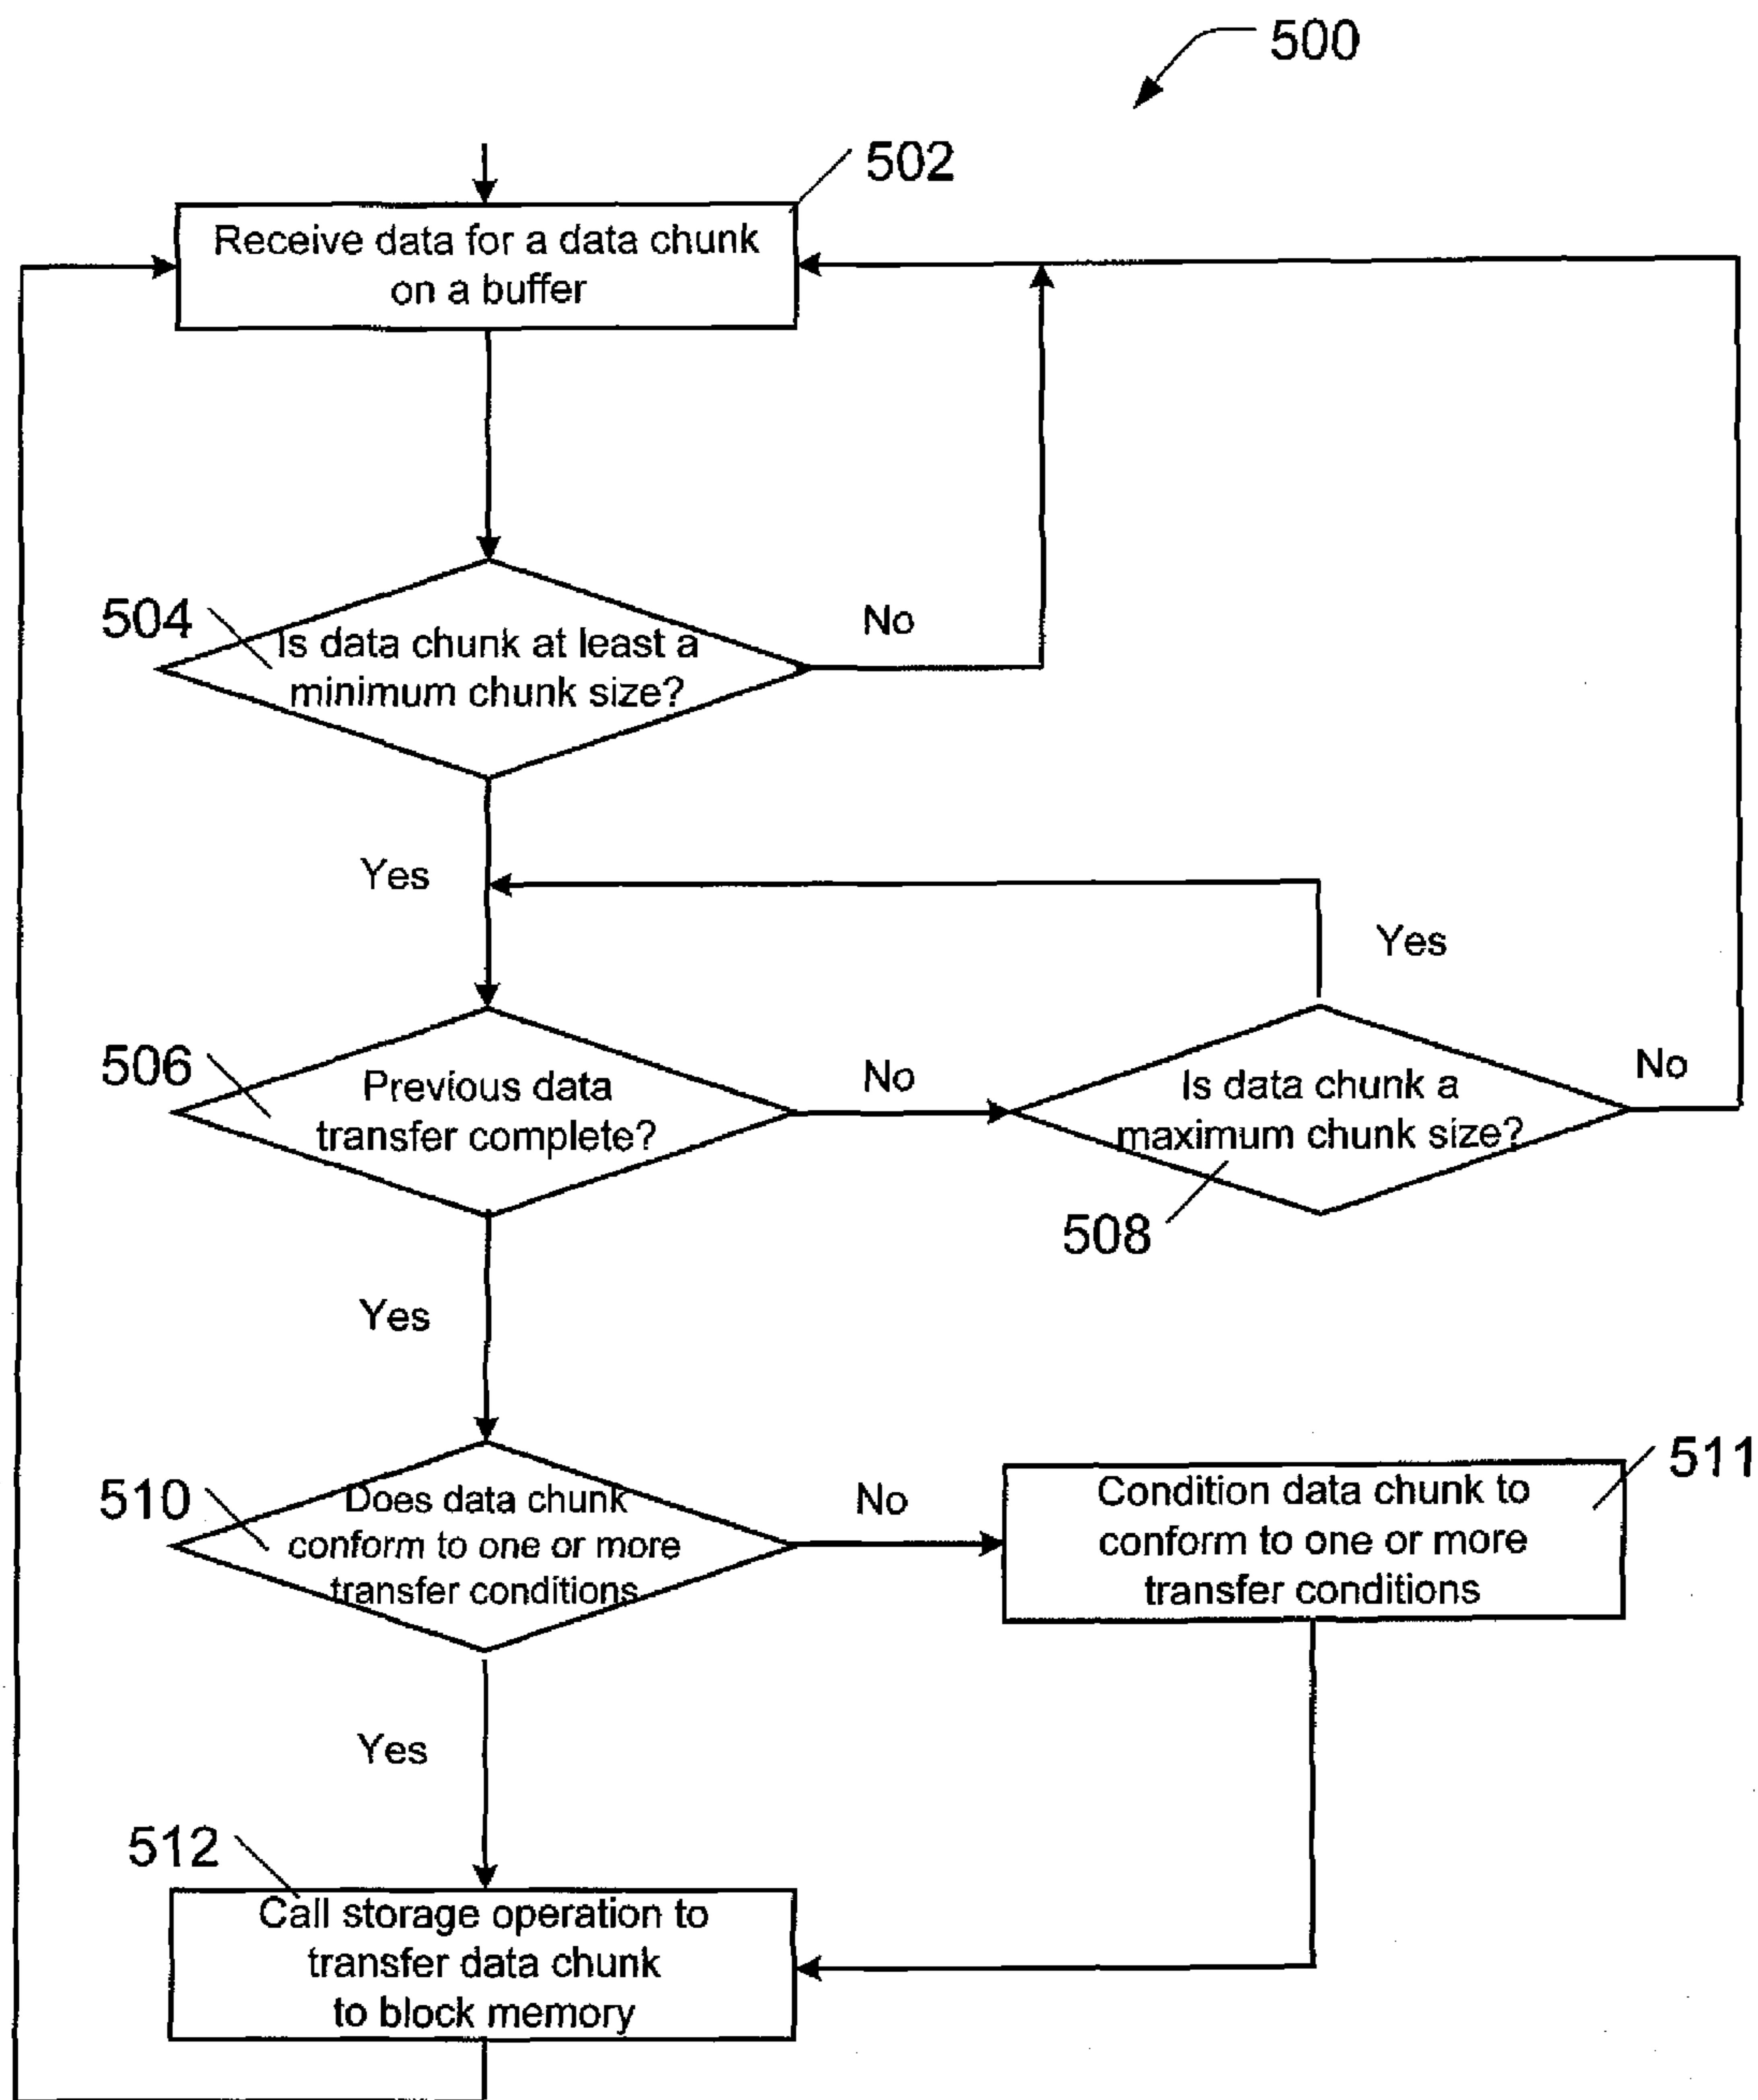 500
502
Receive data for a data chunk
on a buffer
504
Is data chunk at least a
minimum chunk size?
No
Yes
Yes
506
Previous data
transfer complete?
No
Is data chunk a
maximum chunk size?
No
508
Yes
510
Does data chunk
conform to one or more
transfer conditions
No
511
Condition data chunk to
conform to one or more
transfer conditions
Yes
512
Call storage operation to
transfer data chunk
to block memory